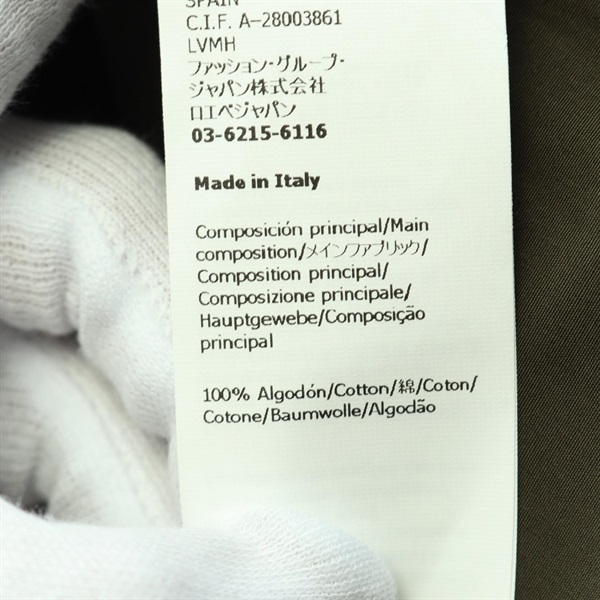 SPAIN
C.I.F. A-28003861
LVMH
ファッション・グループ・
ジャパン株式会社
ロエベジャパン
03-6215-6116
Made in Italy
Composición principal/Main
composition/メインファブリック/
Composition principal/
Composizione principale/
Hauptgewebe/Composição
principal
100% Algodón/Cotton/綿/Coton/
Cotone/Baumwolle/Algodão